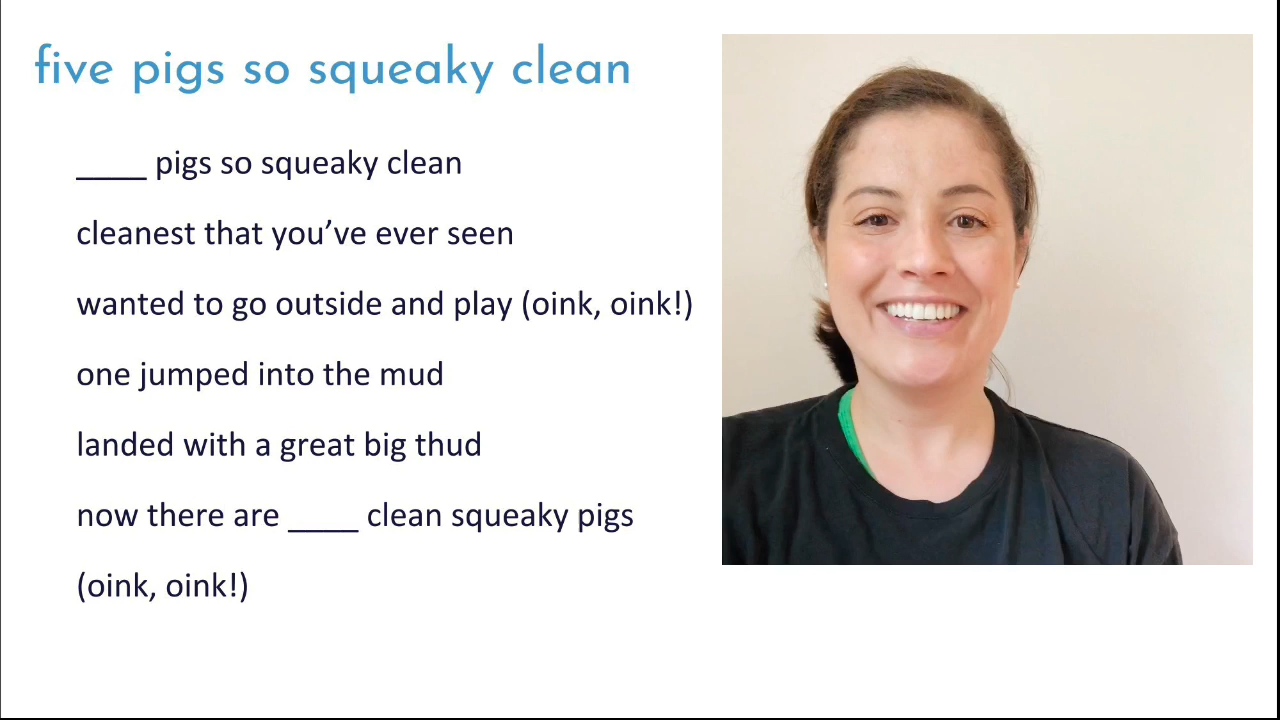 five pigs so squeaky clean
____ pigs so squeaky clean
cleanest that you’ve ever seen
wanted to go outside and play (oink, oink!)
one jumped into the mud
landed with a great big thud
now there are ____ clean squeaky pigs
(oink, oink!)